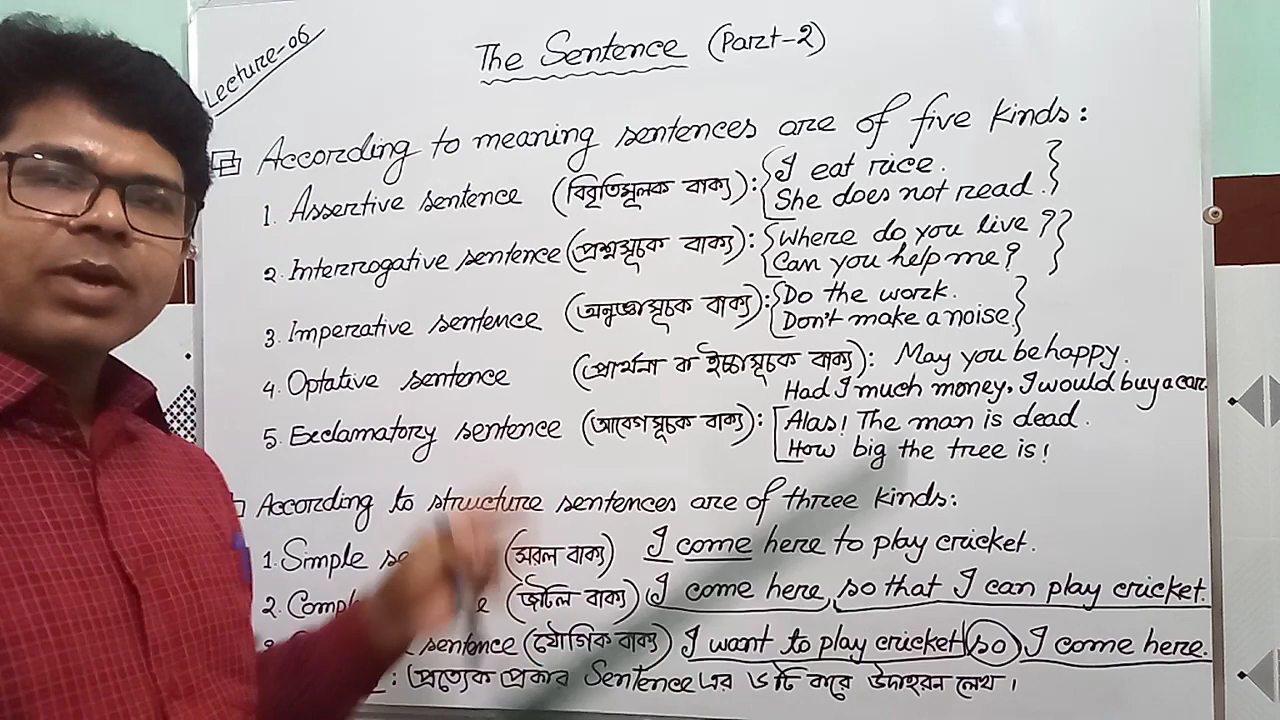 Lecture-06
The Sentence (Part-2)
According to meaning sentences are of five kinds:
1. Assertive sentence (বিবৃতিমূলক বাক্য): I eat rice.
She does not read.
2. Interrogative sentence (প্রশ্নসূচক বাক্য): Where do you live?
Can you help me?
3. Imperative sentence (অনুজ্ঞাসূচক বাক্য): Do the work.
Don't make a noise.
4. Optative sentence (প্রার্থনা বা ইচ্ছাসূচক বাক্য): May you be happy.
Had I much money, I would buy a car.
5. Exclamatory sentence (আবেগসূচক বাক্য): Alas! The man is dead.
How big the tree is!
According to structure sentences are of three kinds:
1. Simple (সরল বাক্য) I come here to play cricket.
2. (জটিল বাক্য) I come here, so that I can play cricket.
sentence (যৌগিক বাক্য) I want to play cricket so I come here.
: প্রত্যেক প্রকার Sentence এর ৬ টি করে উদাহরন লেখ।